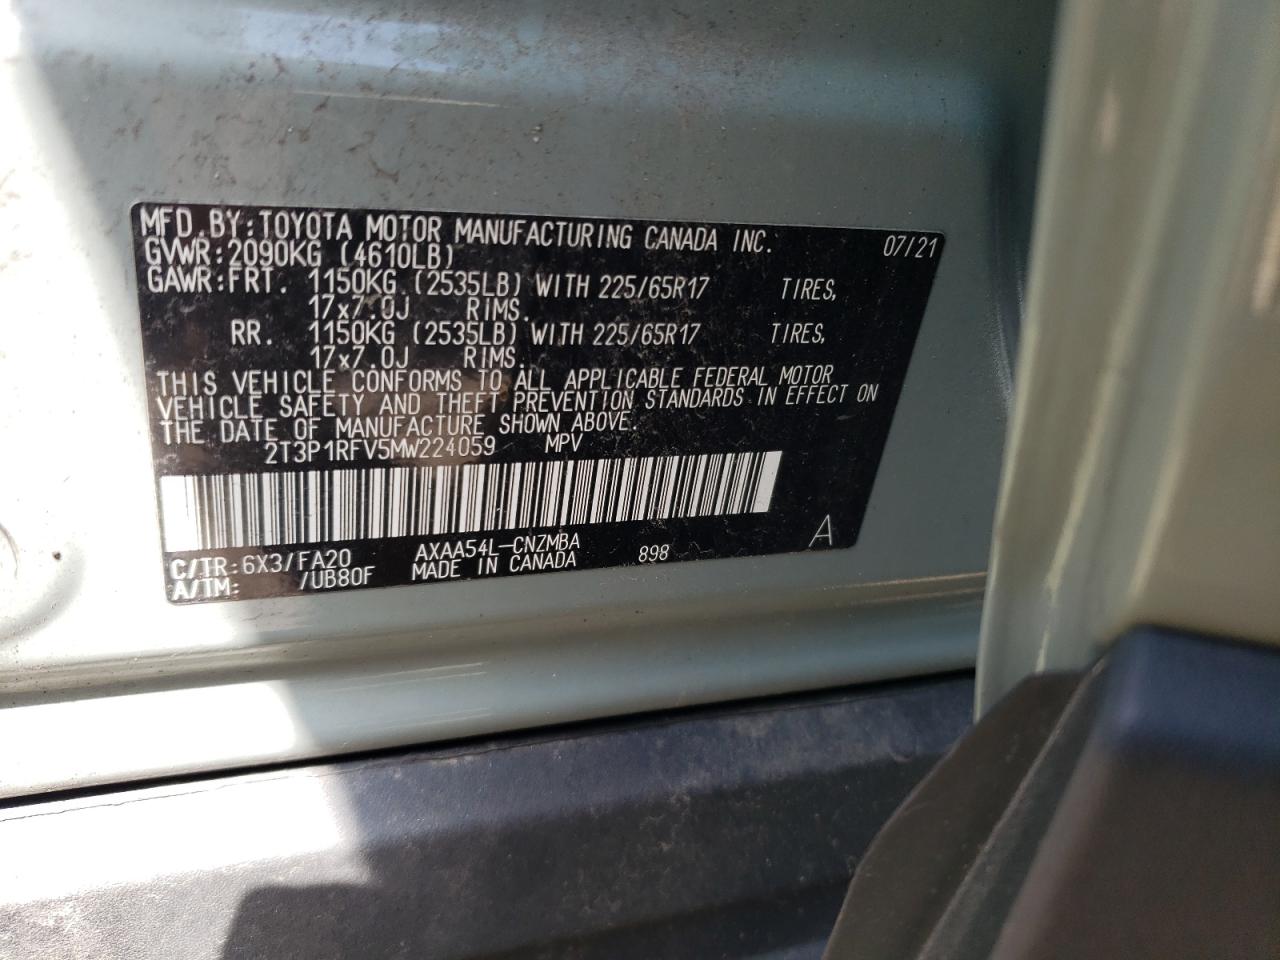 MFD.BY:TOYOTA MOTOR MANUFACTURING CANADA INC. 07/21
GVWR:2090KG (4610LB)
GAWR:FRT. 1150KG (2535LB) WITH 225/65R17 TIRES,
17x7.0J RIMS.
RR. 1150KG (2535LB) WITH 225/65R17 TIRES,
17x7.0J RIMS.
THIS VEHICLE CONFORMS TO ALL APPLICABLE FEDERAL MOTOR
VEHICLE SAFETY AND THEFT PREVENTION STANDARDS IN EFFECT ON
THE DATE OF MANUFACTURE SHOWN ABOVE.
2T3P1RFV5MW224059 MPV
C/TR:6X3/FA20 AXAA54L-CNZMBA 898 A
A/TM: /UB80F MADE IN CANADA